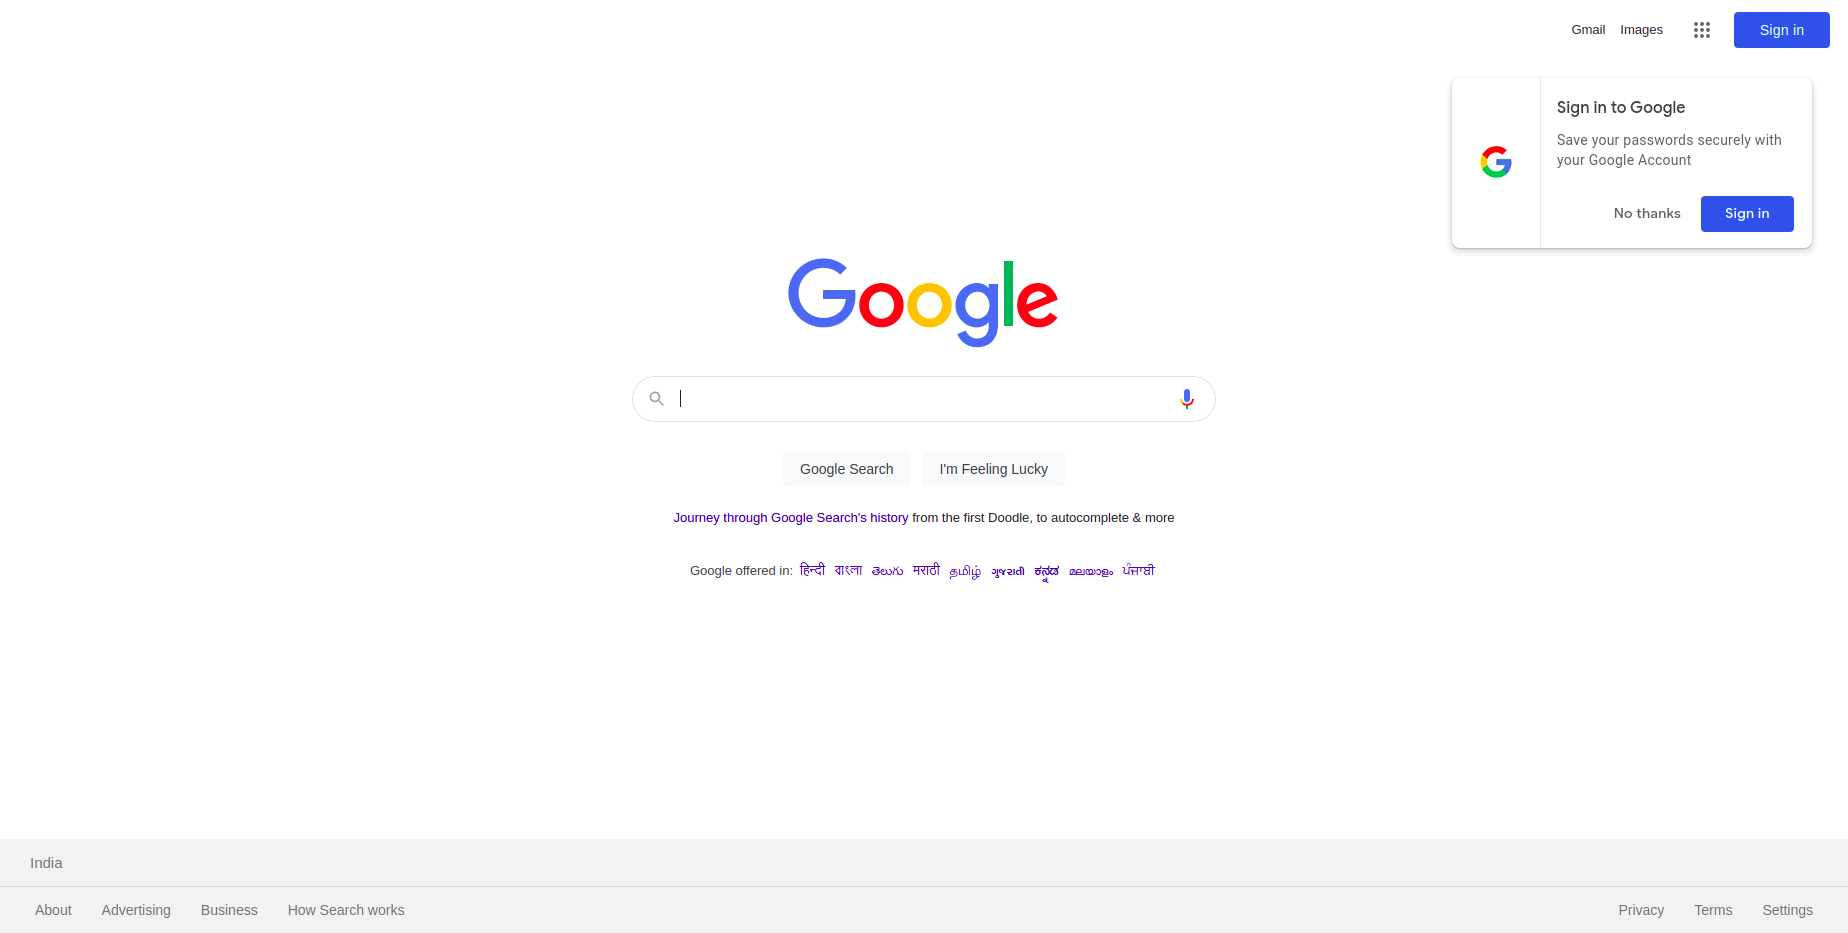 Gmail Images Sign in
Sign in to Google
Save your passwords securely with
your Google Account
No thanks Sign in
Google
Google Search I'm Feeling Lucky
Journey through Google Search's history from the first Doodle, to autocomplete & more
Google offered in: हिन्दी বাংলা తెలుగు मराठी தமிழ் ગુજરાતી ಕನ್ನಡ മലയാളം ਪੰਜਾਬੀ
India
About Advertising Business How Search works Privacy Terms Settings